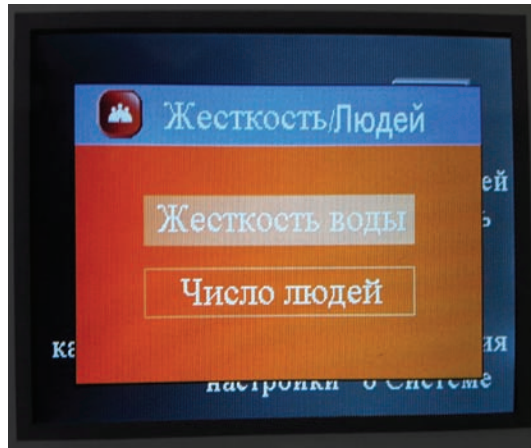 Жесткость/Людей
ей
Жесткость воды
ь
Число людей
ка
ия
настройки о Системе